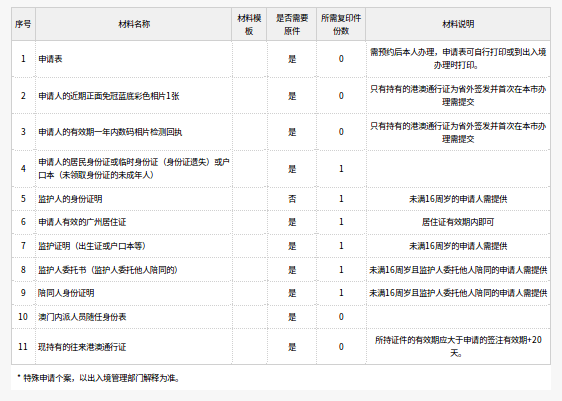 序号 材料名称 材料模板 是否需要原件 所需复印件份数 材料说明
1 申请表 是 0 需预约后本人办理，申请表可自行打印或到出入境办理时打印。
2 申请人的近期正面免冠蓝底彩色相片1张 是 0 只有持有的港澳通行证为省外签发并首次在本市办理需提交
3 申请人的有效期一年内数码相片检测回执 是 0 只有持有的港澳通行证为省外签发并首次在本市办理需提交
4 申请人的居民身份证或临时身份证（身份证遗失）或户口本（未领取身份证的未成年人） 是 1
5 监护人的身份证明 否 1 未满16周岁的申请人需提供
6 申请人有效的广州居住证 是 1 居住证有效期内即可
7 监护证明（出生证或户口本等） 是 1 未满16周岁的申请人需提供
8 监护人委托书（监护人委托他人陪同的） 是 1 未满16周岁且监护人委托他人陪同的申请人需提供
9 陪同人身份证明 是 1 未满16周岁且监护人委托他人陪同的申请人需提供
10 澳门内派人员随任身份表 是 0
11 现持有的往来港澳通行证 是 0 所持证件的有效期应大于申请的签注有效期+20天。
* 特殊申请个案，以出入境管理部门解释为准。